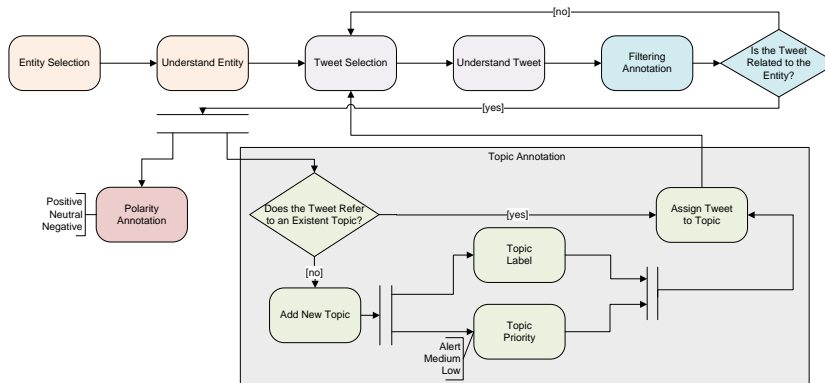 [no]
Entity Selection
Understand Entity
Tweet Selection
Understand Tweet
Filtering
Annotation
Is the Tweet
Related to the
Entity?
[yes]
Topic Annotation
Positive
Neutral
Negative
Polarity
Annotation
Does the Tweet Refer
to an Existent Topic?
[yes]
Assign Tweet
to Topic
[no]
Topic
Label
Add New Topic
Topic
Priority
Alert
Medium
Low